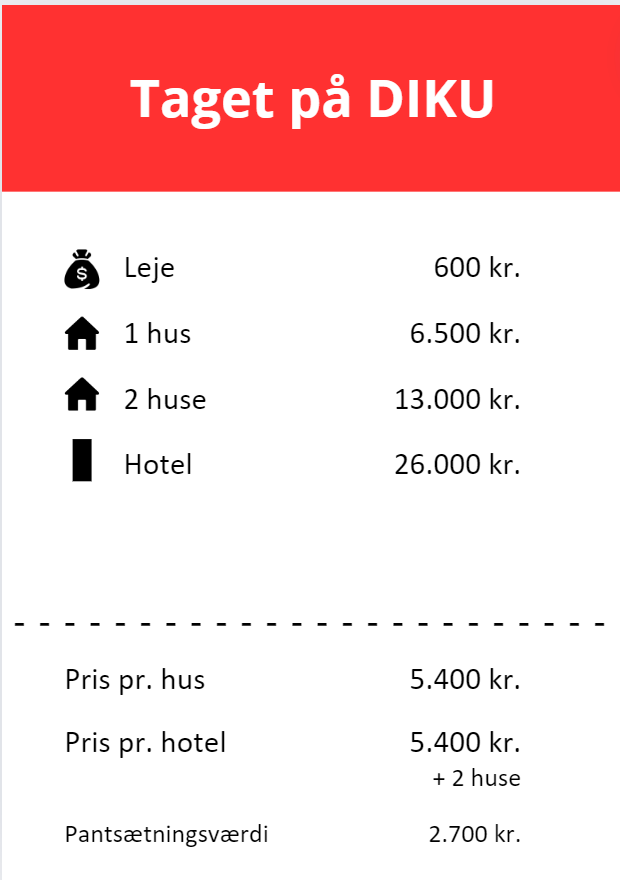 Taget på DIKU
Leje 600 kr.
1 hus 6.500 kr.
2 huse 13.000 kr.
Hotel 26.000 kr.
Pris pr. hus 5.400 kr.
Pris pr. hotel 5.400 kr.
+ 2 huse
Pantsætningsværdi 2.700 kr.